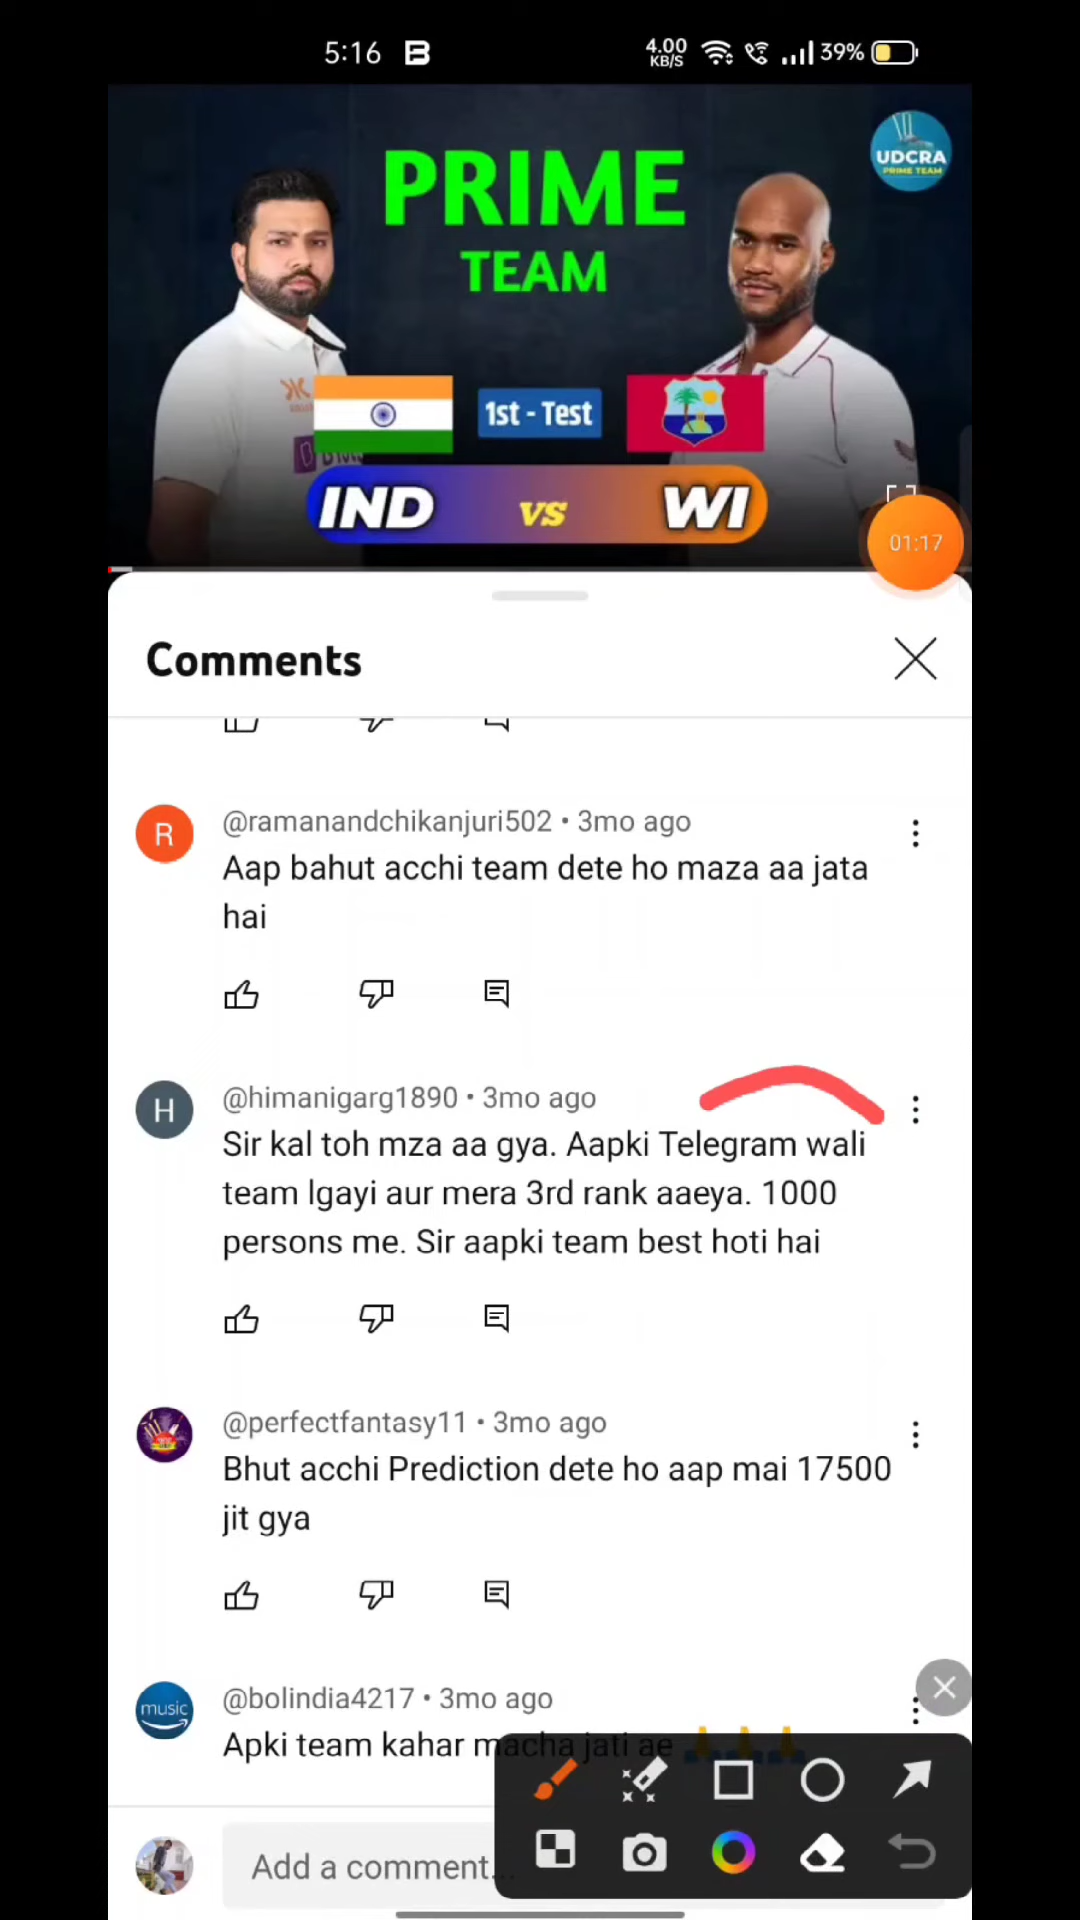 5:16
4.00
KB/S
39%
UDCRA
PRIME TEAM
PRIME
TEAM
1st - Test
IND vs WI
01:17
Comments
R
@ramanandchikanjuri502 • 3mo ago
Aap bahut acchi team dete ho maza aa jata
hai
H
@himanigarg1890 • 3mo ago
Sir kal toh mza aa gya. Aapki Telegram wali
team lgayi aur mera 3rd rank aaeya. 1000
persons me. Sir aapki team best hoti hai
@perfectfantasy11 • 3mo ago
Bhut acchi Prediction dete ho aap mai 17500
jit gya
music
@bolindia4217 • 3mo ago
Apki team kahar macha jati ae 🙏🙏🙏
Add a comment...